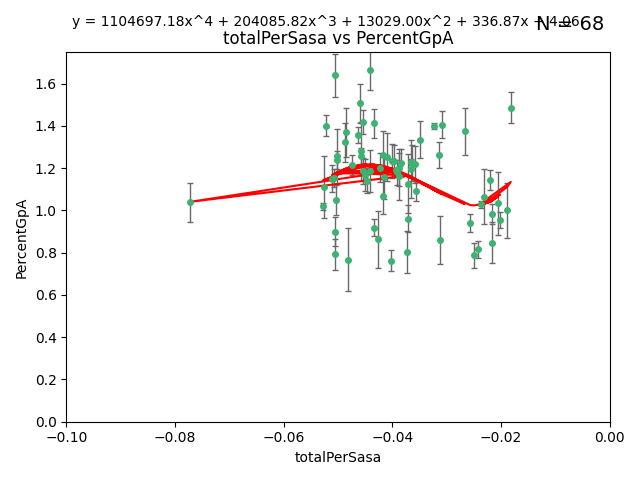 y = 1104697.18x^4 + 204085.82x^3 + 13029.00x^2 + 336.87x + 4.06
N = 68
totalPerSasa vs PercentGpA
PercentGpA
1.6
1.4
1.2
1.0
0.8
0.6
0.4
0.2
0.0
−0.10 −0.08 −0.06 −0.04 −0.02 0.00
totalPerSasa